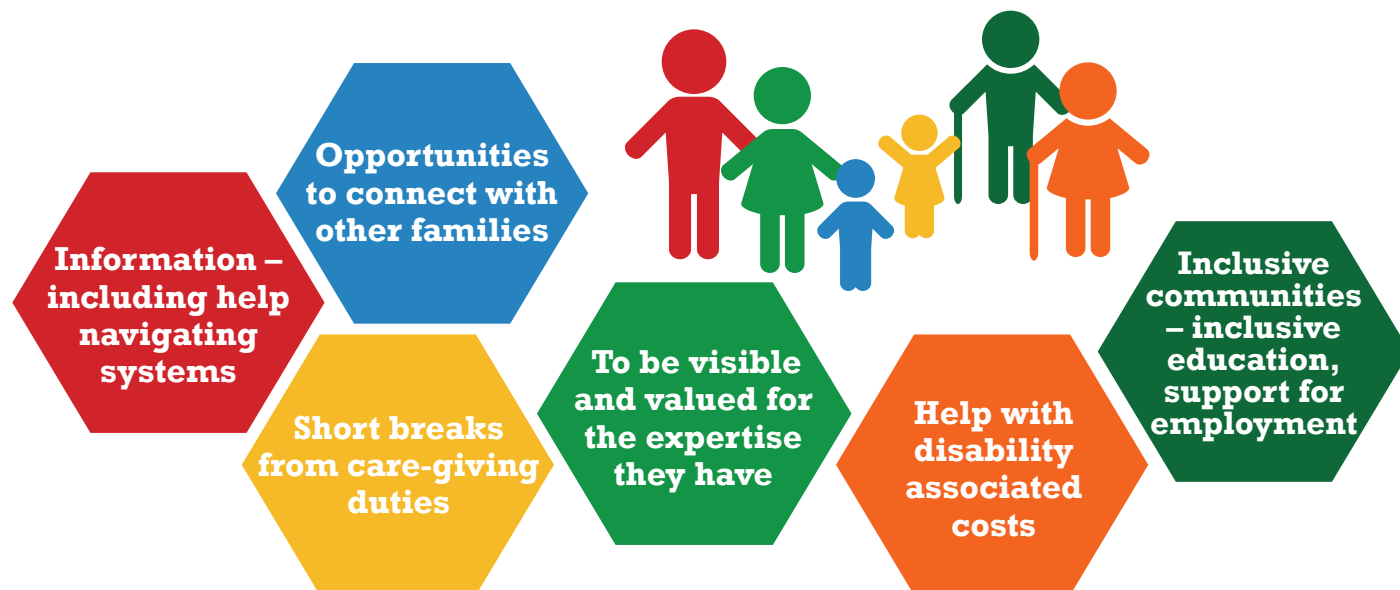 Information –
including help
navigating
systems
Opportunities
to connect with
other families
Short breaks
from care-giving
duties
To be visible
and valued for
the expertise
they have
Help with
disability
associated
costs
Inclusive
communities
– inclusive
education,
support for
employment